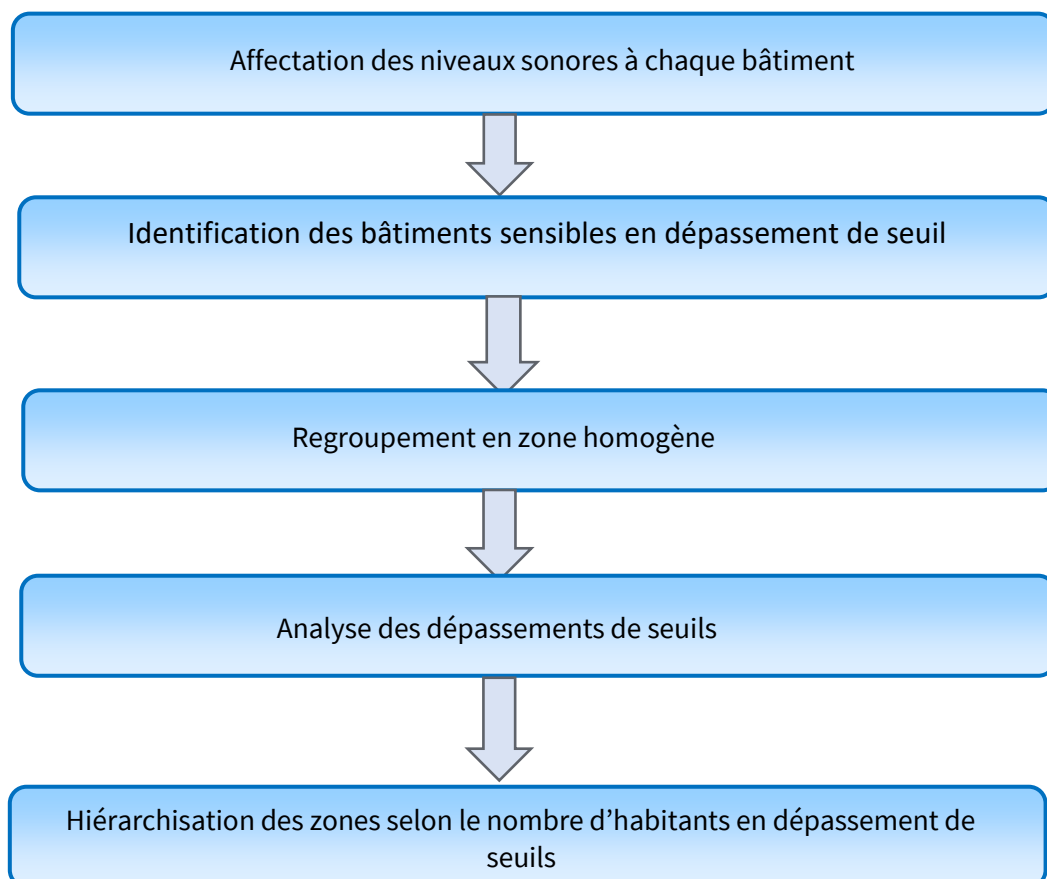 Affectation des niveaux sonores à chaque bâtiment
Identification des bâtiments sensibles en dépassement de seuil
Regroupement en zone homogène
Analyse des dépassements de seuils
Hiérarchisation des zones selon le nombre d’habitants en dépassement de
seuils